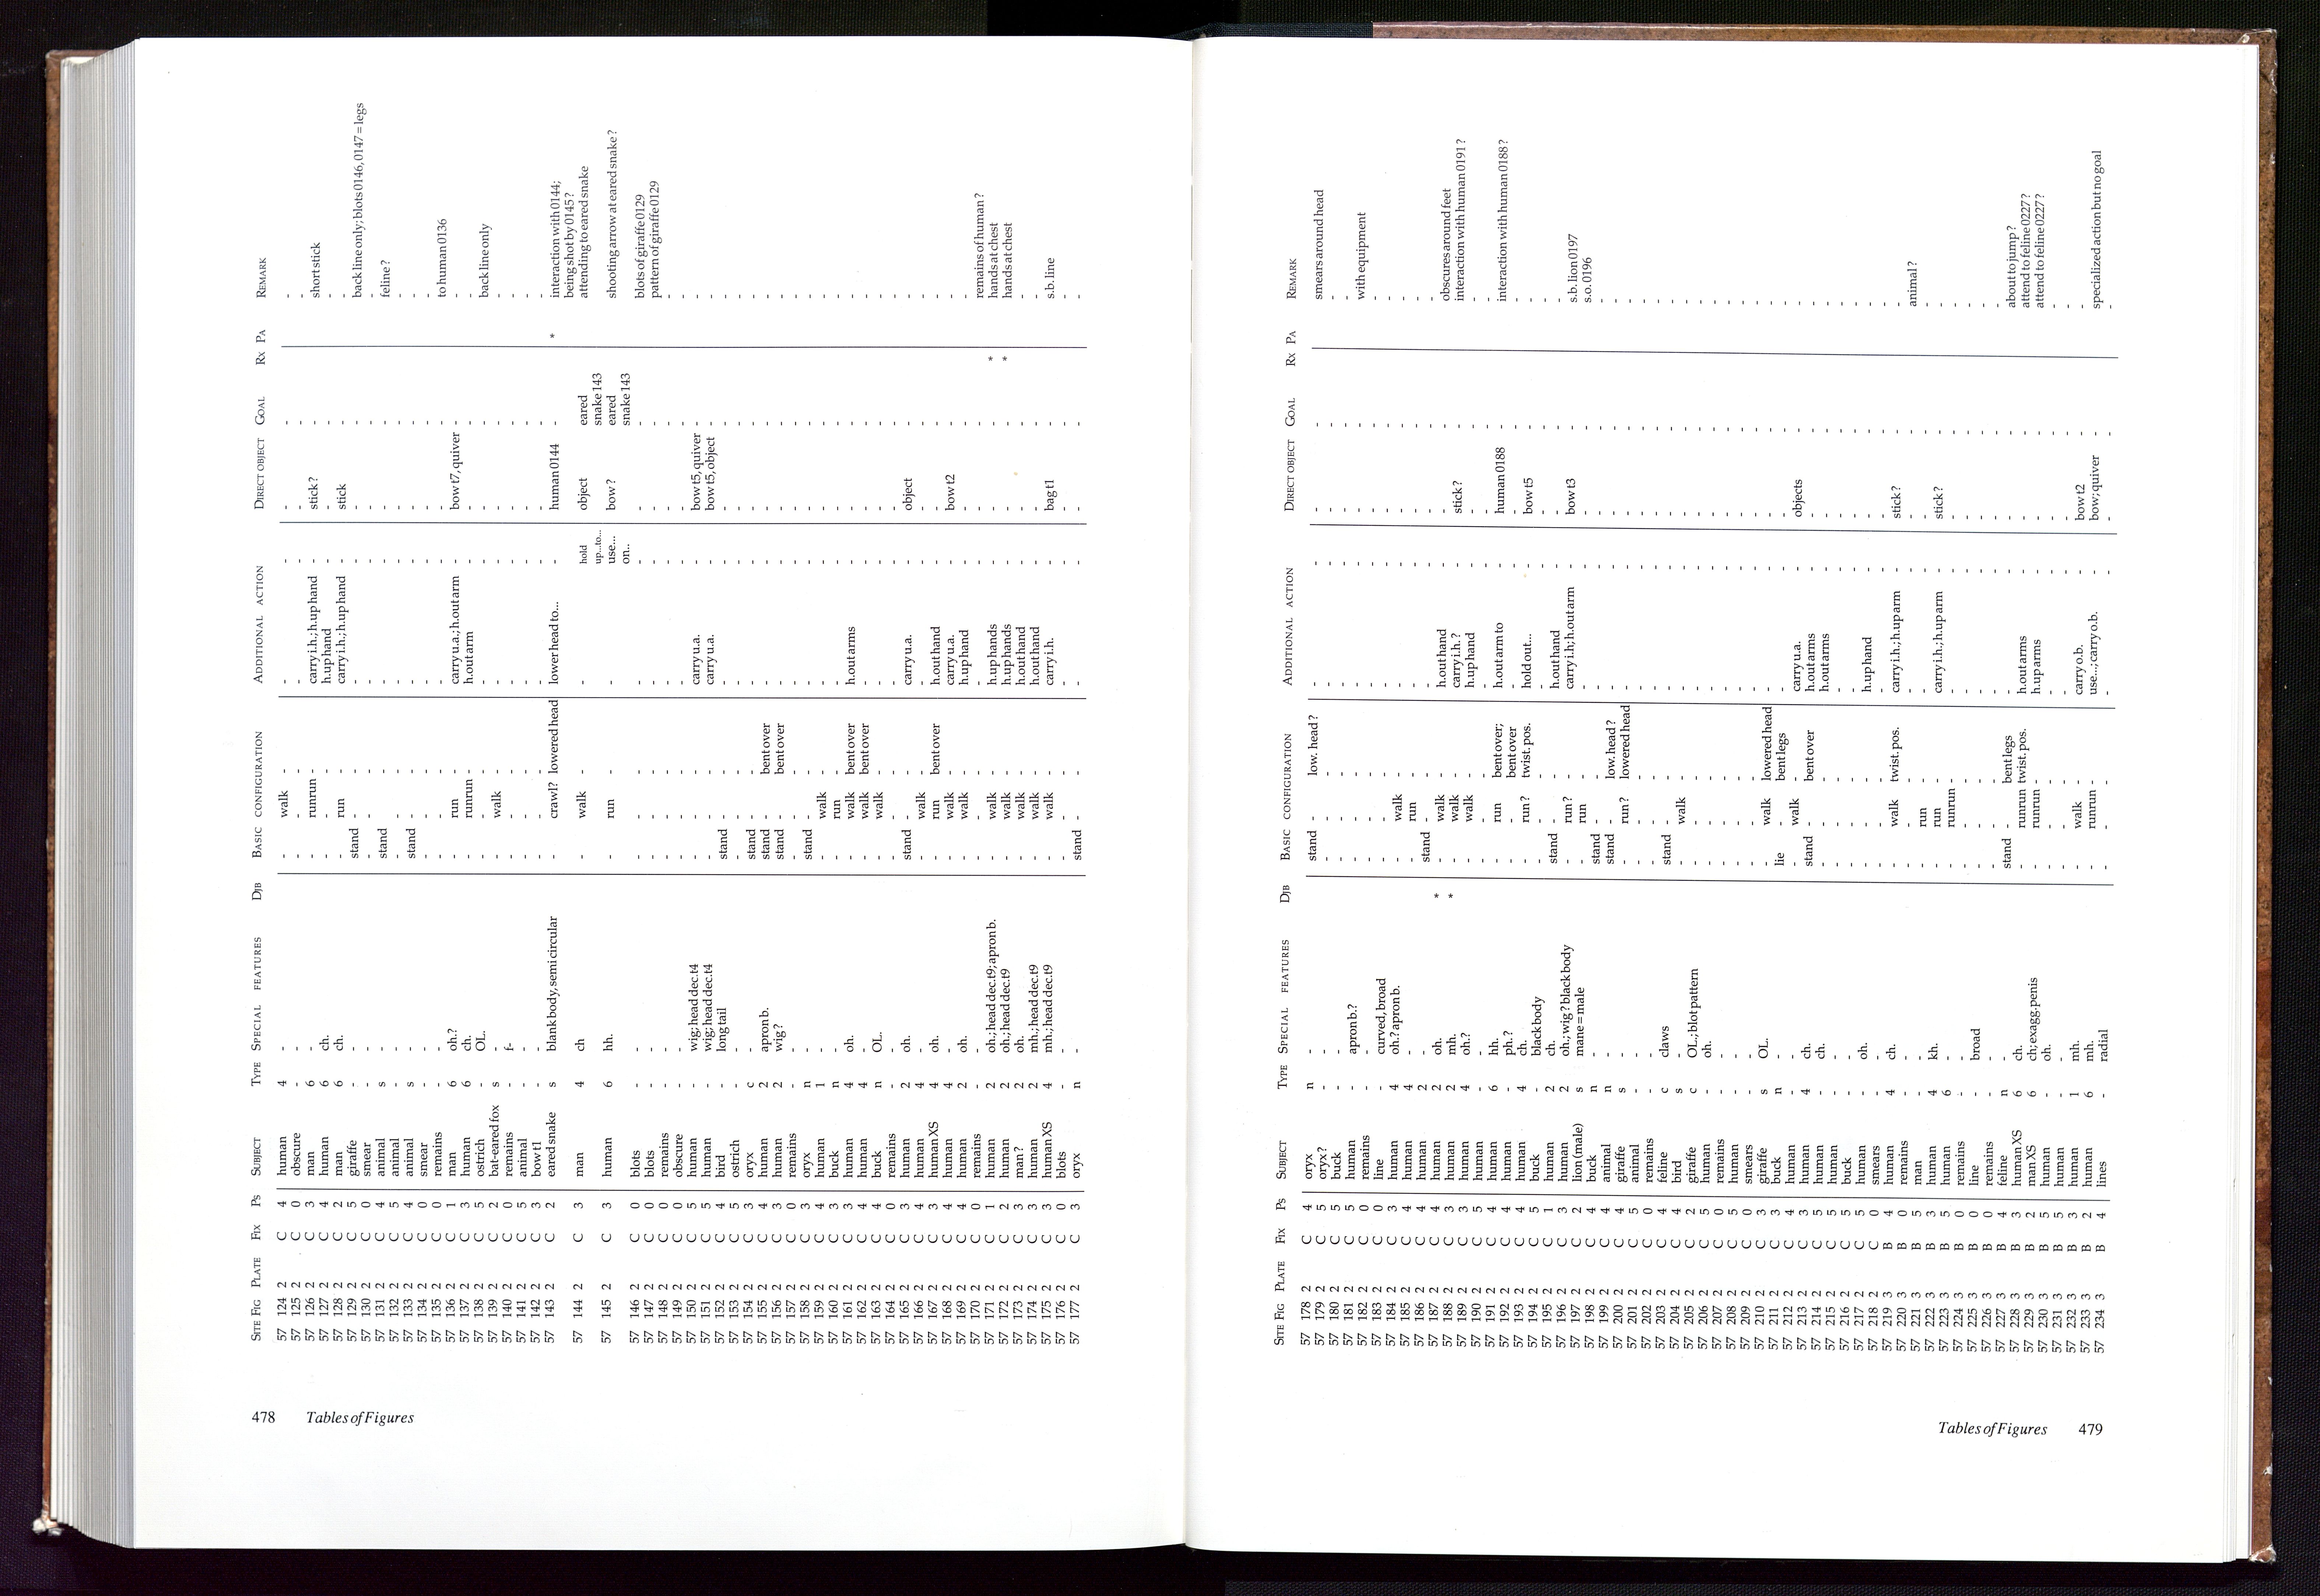 478 Tables of Figures
SITE FIG PLATE FIX PS SUBJECT TYPE SPECIAL FEATURES DJB BASIC CONFIGURATION ADDITIONAL ACTION DIRECT OBJECT GOAL RX PA REMARK
57 124 2 C 4 human 4 walk
57 125 2 C 0 obscure
57 126 2 C 3 man 6 runrun carry i.h.; h.up hand stick? short stick
57 127 2 C 4 human 6 ch. h.up hand
57 128 2 C 2 man 6 ch. run carry i.h.; h.up hand stick
57 129 2 C 5 giraffe stand back line only; blots 0146, 0147 = legs
57 130 2 C 0 smear
57 131 2 C 4 animal s stand feline?
57 132 2 C 5 animal
57 133 2 C 4 animal s stand
57 134 2 C 0 smear
57 135 2 C 0 remains to human 0136
57 136 2 C 1 man 6 oh.? run carry u.a.; h.out arm bow t7, quiver
57 137 2 C 3 human 6 ch. runrun h.out arm
57 138 2 C 5 ostrich OL. back line only
57 139 2 C 2 bat-eared fox s walk
57 140 2 C 0 remains f-
57 141 2 C 5 animal
57 142 2 C 3 bow t1
57 143 2 C 2 eared snake s blank body, semi circular crawl? lowered head lower head to... human 0144 * interaction with 0144;
being shot by 0145?
57 144 2 C 3 man 4 ch walk hold object eared attending to eared snake
up...to... snake 143
57 145 2 C 3 human 6 hh. run use... bow? eared shooting arrow at eared snake?
on.. snake 143
57 146 2 C 0 blots blots of giraffe 0129
57 147 2 C 0 blots pattern of giraffe 0129
57 148 2 C 0 remains
57 149 2 C 0 obscure
57 150 2 C 5 human wig; head dec.t4 carry u.a. bow t5, quiver
57 151 2 C 5 human wig; head dec.t4 carry u.a. bow t5, object
57 152 2 C 4 bird long tail stand
57 153 2 C 5 ostrich
57 154 2 C 3 oryx c stand
57 155 2 C 4 human 2 apron b. stand bent over
57 156 2 C 3 human 2 wig? stand bent over
57 157 2 C 0 remains
57 158 2 C 3 oryx n stand
57 159 2 C 4 human 1 walk
57 160 2 C 3 buck n run
57 161 2 C 3 human 4 oh. walk bent over h.out arms
57 162 2 C 4 human 4 walk bent over
57 163 2 C 4 buck n OL. walk
57 164 2 C 0 remains
57 165 2 C 3 human 2 oh. stand carry u.a. object
57 166 2 C 4 human 4 walk
57 167 2 C 3 human XS 4 oh. run bent over h.out hand
57 168 2 C 4 human 4 walk carry u.a. bow t2
57 169 2 C 4 human 2 oh. walk h.up hand
57 170 2 C 0 remains remains of human?
57 171 2 C 1 human 2 oh.; head dec.t9; apron b. walk h.up hands * hands at chest
57 172 2 C 2 human 2 oh.; head dec.t9 walk h.up hands * hands at chest
57 173 2 C 3 man? 2 oh. walk h.out hand
57 174 2 C 3 human 2 mh.; head dec.t9 walk h.out hand
57 175 2 C 3 human XS 4 mh.; head dec.t9 walk carry i.h. bag t1 s.b. line
57 176 2 C 0 blots
57 177 2 C 3 oryx n stand
SITE FIG PLATE FIX PS SUBJECT TYPE SPECIAL FEATURES DJB BASIC CONFIGURATION ADDITIONAL ACTION DIRECT OBJECT GOAL RX PA REMARK
57 178 2 C 4 oryx n stand low. head? smears around head
57 179 2 C 5 oryx?
57 180 2 C 5 buck
57 181 2 C 5 human apron b.? with equipment
57 182 2 C 0 remains
57 183 2 C 0 line curved, broad
57 184 2 C 3 human 4 oh.? apron b. walk
57 185 2 C 4 human 4 run
57 186 2 C 4 human 2 stand
57 187 2 C 4 human 2 oh. * walk h.out hand obscures around feet
57 188 2 C 3 human 2 mh. * walk carry i.h.? stick? interaction with human 0191?
57 189 2 C 3 human 4 oh.? walk h.up hand
57 190 2 C 5 human
57 191 2 C 4 human 6 hh. run bent over; h.out arm to human 0188 interaction with human 0188?
57 192 2 C 4 human ph.? bent over
57 193 2 C 4 human 4 ch. run? twist. pos. hold out... bow t5
57 194 2 C 5 buck black body
57 195 2 C 1 human 2 ch. stand h.out hand
57 196 2 C 3 human 2 oh.; wig? black body run? carry i.h; h.out arm bow t3 s.b. lion 0197
57 197 2 C 2 lion (male) s mane = male run s.o. 0196
57 198 2 C 4 buck n stand
57 199 2 C 4 animal n stand low. head?
57 200 2 C 4 giraffe s run? lowered head
57 201 2 C 5 animal
57 202 2 C 0 remains
57 203 2 C 4 feline c claws stand
57 204 2 C 4 bird s walk
57 205 2 C 2 giraffe c OL.; blot pattern
57 206 2 C 5 human oh.
57 207 2 C 0 remains
57 208 2 C 5 human
57 209 2 C 0 smears
57 210 2 C 3 giraffe s OL. walk lowered head
57 211 2 C 3 buck n lie bent legs
57 212 2 C 4 human walk carry u.a. objects
57 213 2 C 3 human 4 ch. stand bent over h.out arms
57 214 2 C 5 human ch. h.out arms
57 215 2 C 5 human
57 216 2 C 5 buck
57 217 2 C 5 human oh. h.up hand
57 218 2 C 0 smears
57 219 3 B 4 human 4 ch. walk twist. pos. carry i.h.; h.up arm stick?
57 220 3 B 0 remains animal?
57 221 3 B 5 man run
57 222 3 B 3 human 4 kh. run carry i.h.; h.up arm stick?
57 223 3 B 5 human 6 runrun
57 224 3 B 0 remains
57 225 3 B 0 line broad
57 226 3 B 0 remains
57 227 3 B 4 feline n stand bent legs about to jump?
57 228 3 B 3 human XS 6 ch. runrun twist. pos. h.out arms attend to feline 0227?
57 229 3 B 2 man XS 6 ch; exagg.penis runrun h.up arms attend to feline 0227?
57 230 3 B 5 human oh.
57 231 3 B 5 human
57 232 3 B 3 human 1 mh. walk carry o.b. bow t2
57 233 3 B 2 human 6 mh. runrun use..; carry o.b. bow; quiver specialized action but no goal
57 234 3 B 4 lines radial
Tables of Figures 479